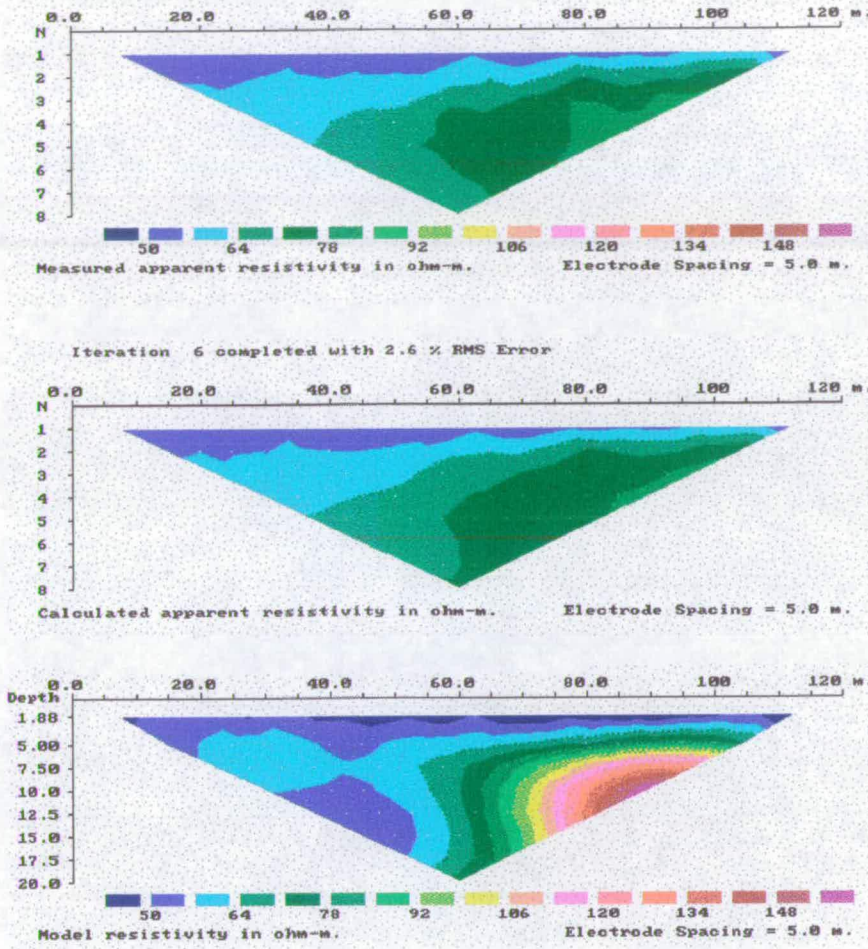 0.0 20.0 40.0 60.0 80.0 100 120 m
N
1
2
3
4
5
6
7
8
50 64 78 92 106 120 134 148
Measured apparent resistivity in ohm-m. Electrode Spacing = 5.0 m.
Iteration 6 completed with 2.6 % RMS Error
0.0 20.0 40.0 60.0 80.0 100 120 m
N
1
2
3
4
5
6
7
8
Calculated apparent resistivity in ohm-m. Electrode Spacing = 5.0 m.
Depth 0.0 20.0 40.0 60.0 80.0 100 120 m
1.88
5.00
7.50
10.0
12.5
15.0
17.5
20.0
50 64 78 92 106 120 134 148
Model resistivity in ohm-m. Electrode Spacing = 5.0 m.